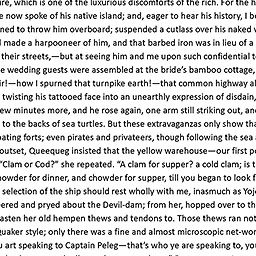 re, which is one of the luxurious discomforts of the rich. For the h
e now spoke of his native island; and, eager to hear his history, I b
ned to throw him overboard; suspended a cutlass over his naked w
d made a harpooneer of him, and that barbed iron was in lieu of a
their streets,—but at seeing him and me upon such confidential t
e wedding guests were assembled at the bride's bamboo cottage,
ir!—how I spurned that turnpike earth!—that common highway al
twisting his tattooed face into an unearthly expression of disdain,
ew minutes more, and he rose again, one arm still striking out, an
to the backs of sea turtles. But these extravaganzas only show tha
oating forts; even pirates and privateers, though following the sea a
outset, Queequeg insisted that the yellow warehouse—our first po
"Clam or Cod?" she repeated. "A clam for supper? a cold clam; is t
howder for dinner, and chowder for supper, till you began to look f
selection of the ship should rest wholly with me, inasmuch as Yoj
ered and pryed about the Devil-dam; from her, hopped over to th
asten her old hempen thews and tendons to. Those thews ran not
uaker style; only there was a fine and almost microscopic net-wor
u art speaking to Captain Peleg—that's who ye are speaking to, you